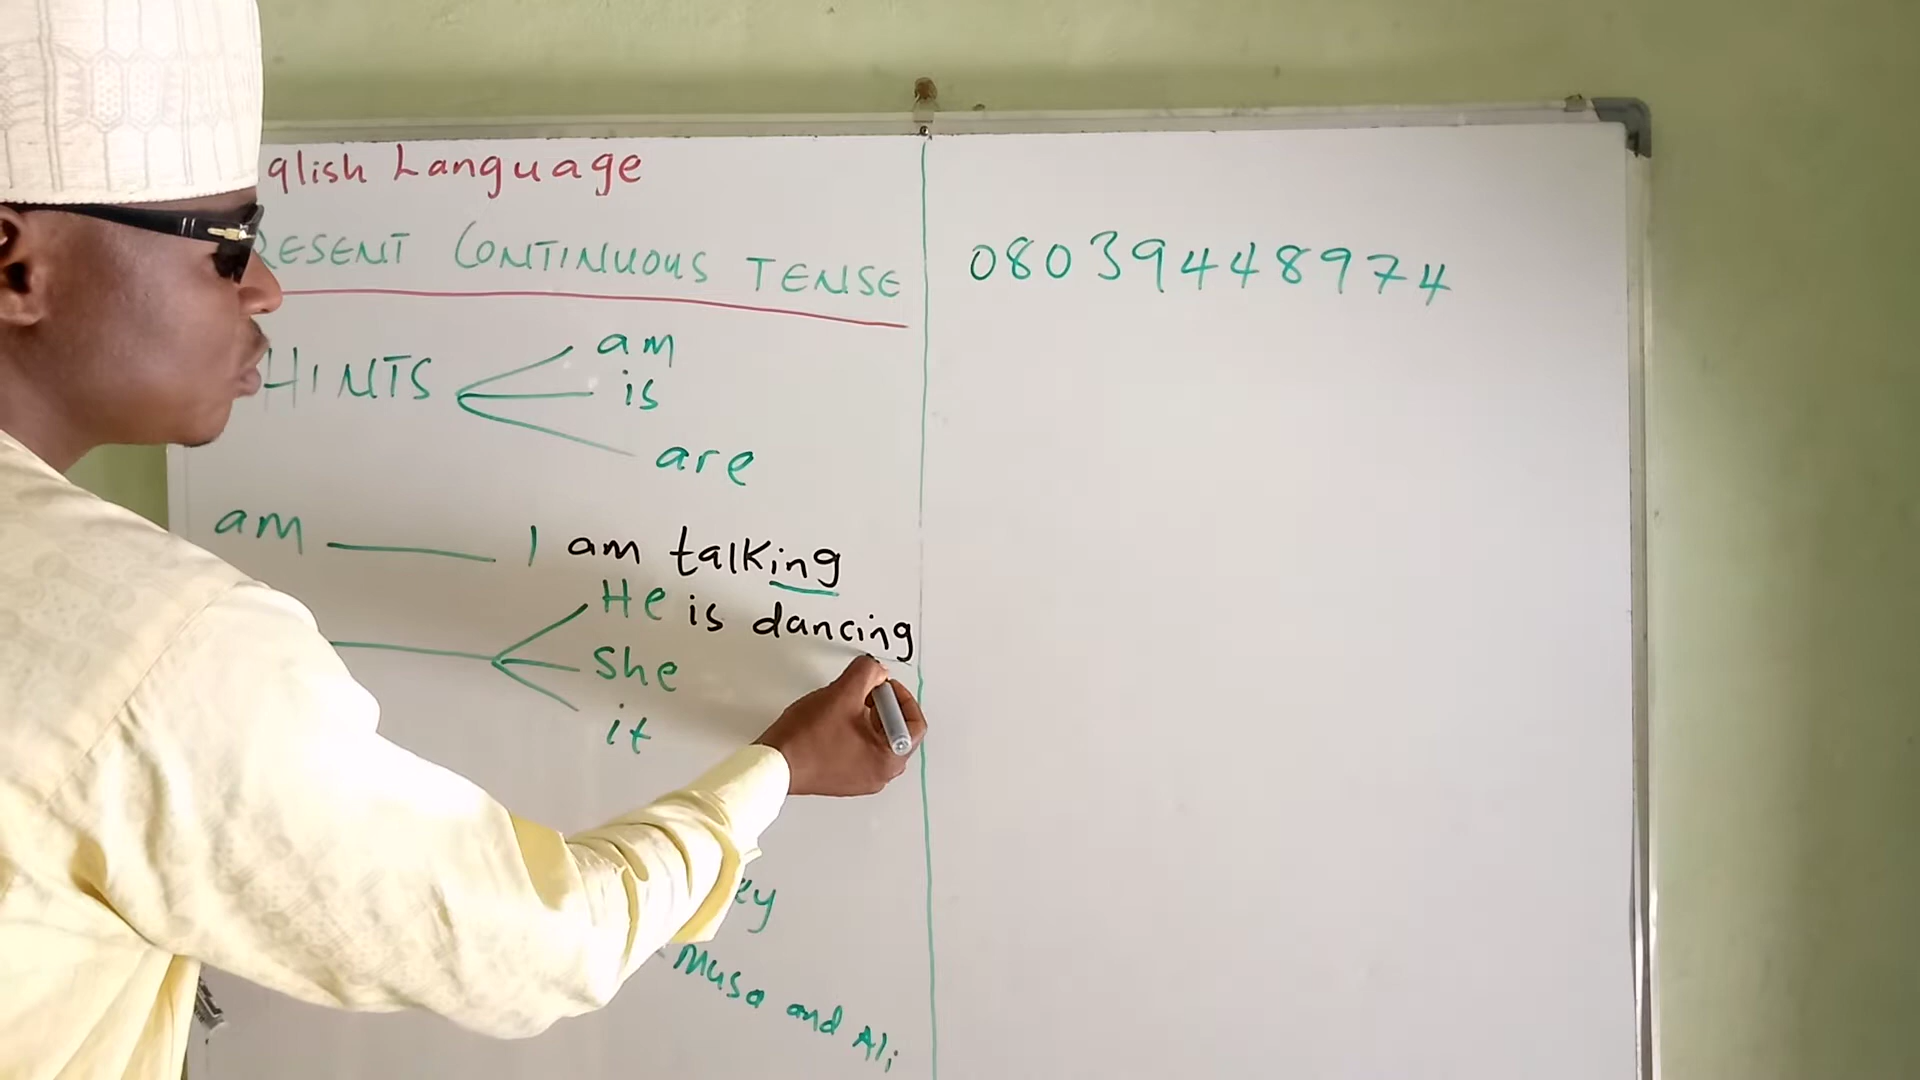 glish Language
RESENT CONTINUOUS TENSE
HINTS
am
is
are
am I am talking
He is dancing
She
it
ey
Musa and Ali
08039448974